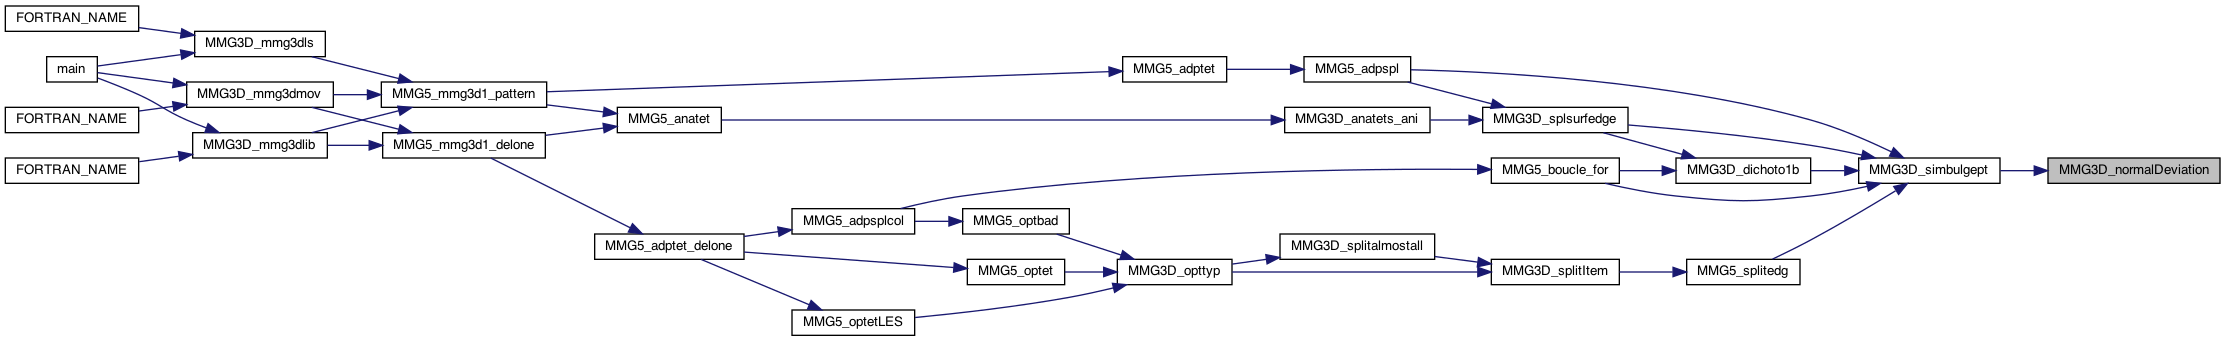 FORTRAN_NAME
main
FORTRAN_NAME
FORTRAN_NAME
MMG3D_mmg3dls
MMG3D_mmg3dmov
MMG3D_mmg3dlib
MMG5_mmg3d1_pattern
MMG5_mmg3d1_delone
MMG5_anatet
MMG5_adptet_delone
MMG5_adpsplcol
MMG5_optetLES
MMG5_optbad
MMG5_optet
MMG5_adptet
MMG3D_opttyp
MMG5_adpspl
MMG3D_anatets_ani
MMG3D_splitalmostall
MMG3D_splsurfedge
MMG5_boucle_for
MMG3D_splitItem
MMG3D_dichoto1b
MMG5_splitedg
MMG3D_simbulgept
MMG3D_normalDeviation